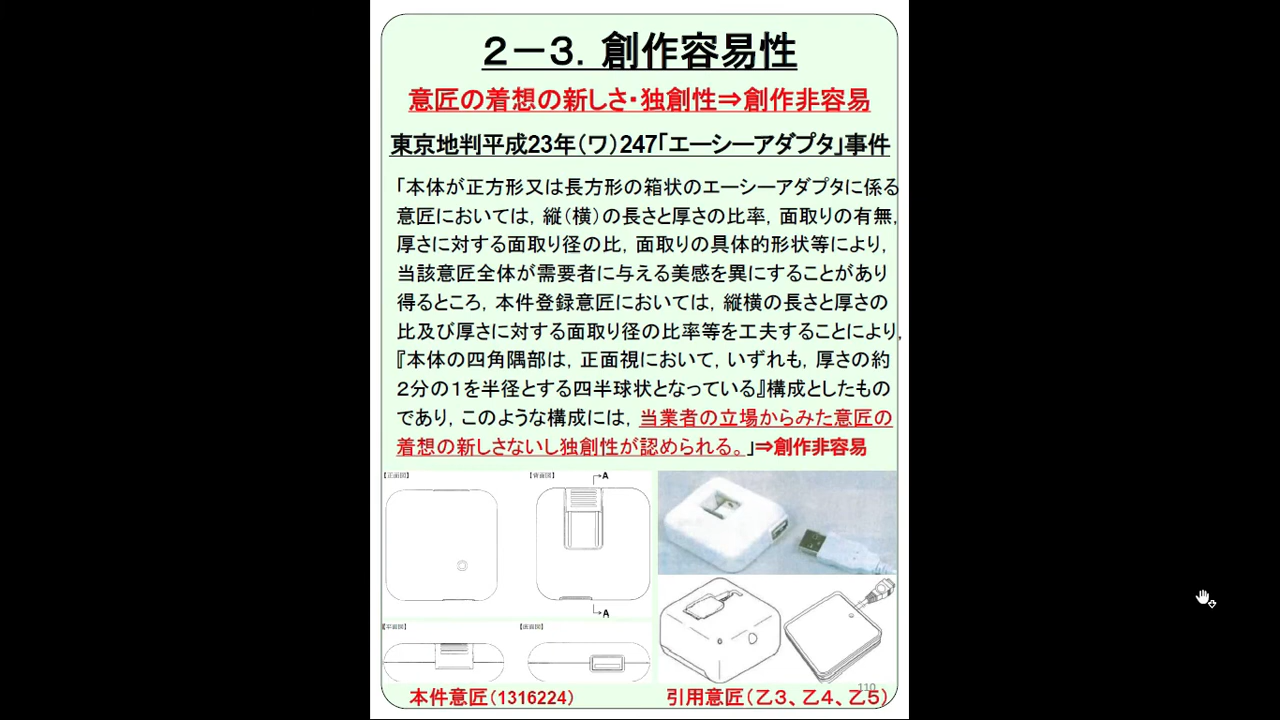 ２－３．創作容易性
意匠の着想の新しさ・独創性⇒創作非容易
東京地判平成23年（ワ）247「エーシーアダプタ」事件
「本体が正方形又は長方形の箱状のエーシーアダプタに係る
意匠においては，縦（横）の長さと厚さの比率，面取りの有無，
厚さに対する面取り径の比，面取りの具体的形状等により，
当該意匠全体が需要者に与える美感を異にすることがあり
得るところ，本件登録意匠においては，縦横の長さと厚さの
比及び厚さに対する面取り径の比率等を工夫することにより，
『本体の四角隅部は，正面視において，いずれも，厚さの約
２分の１を半径とする四半球状となっている』構成としたもの
であり，このような構成には，当業者の立場からみた意匠の
着想の新しさないし独創性が認められる。」⇒創作非容易
【正面図】
【背面図】
A
A
【平面図】
【底面図】
110
本件意匠（1316224）
引用意匠（乙３、乙４、乙５）